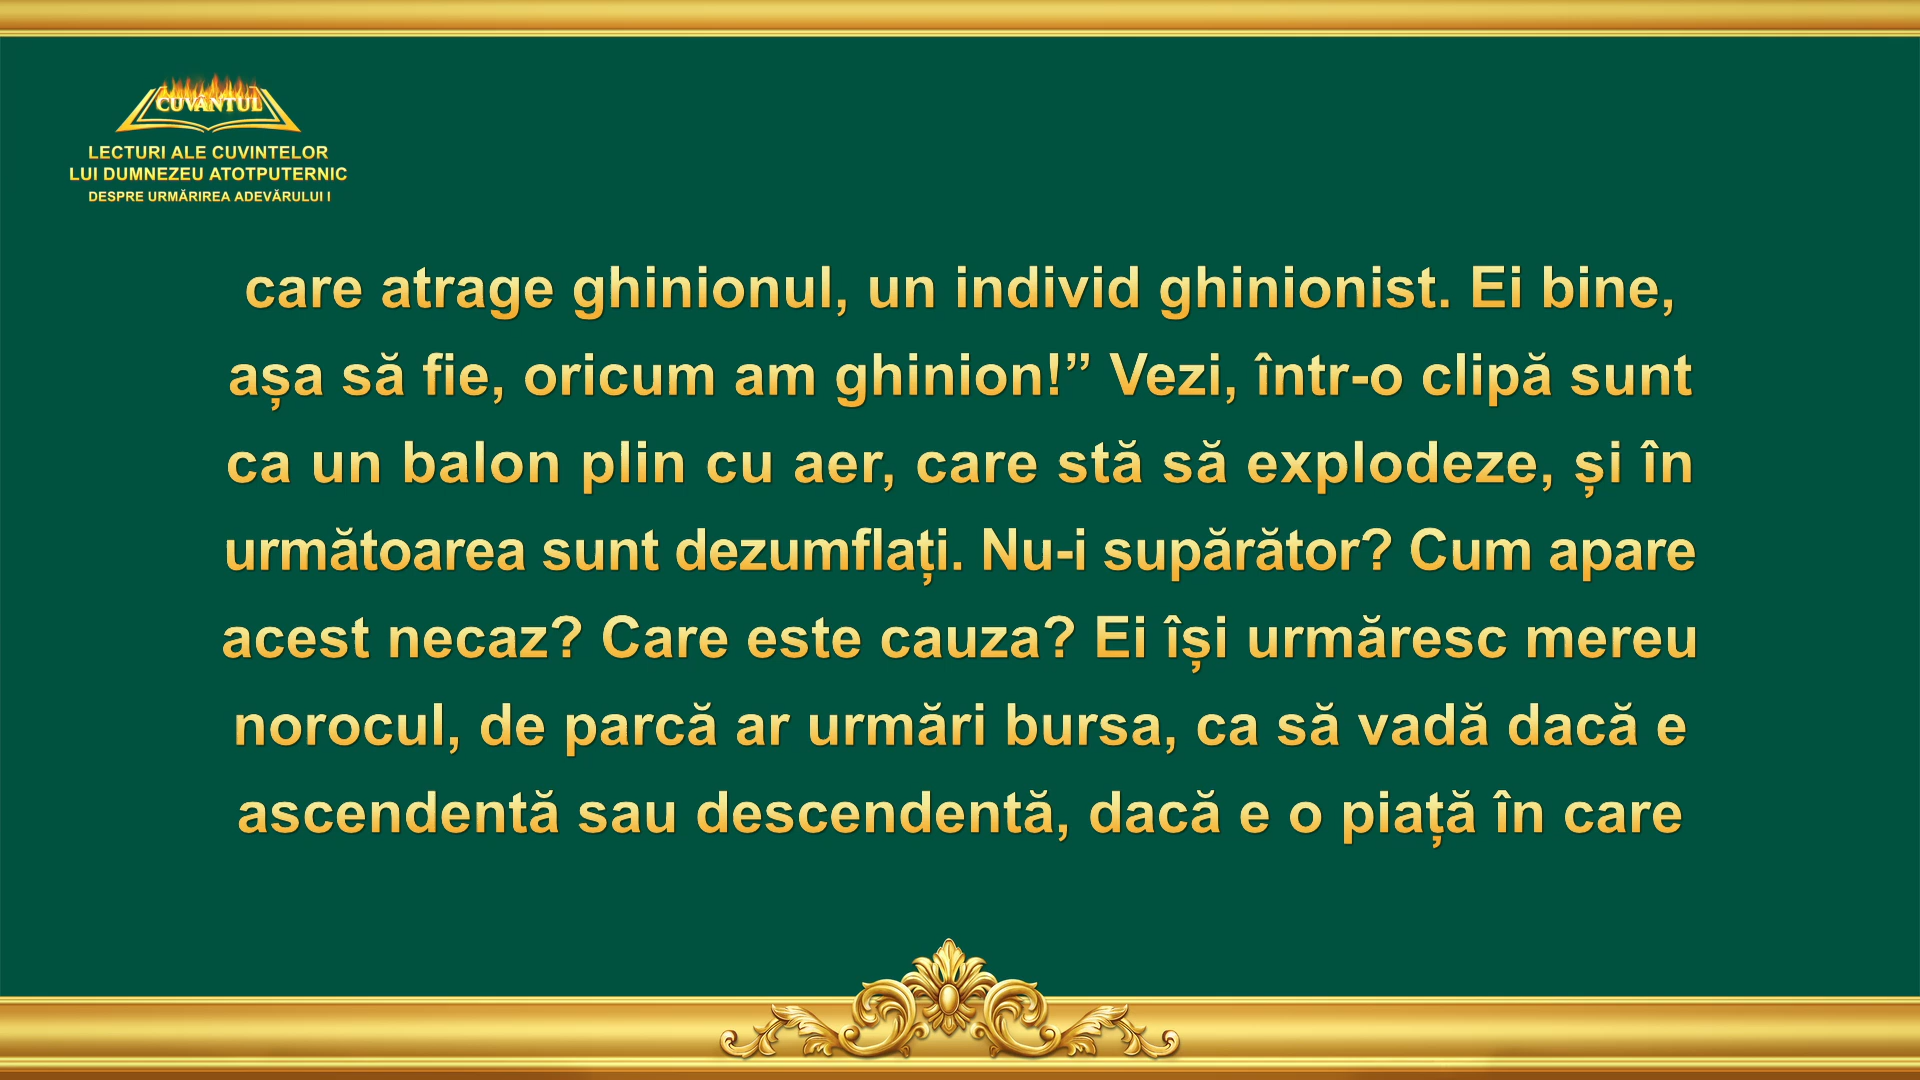 CUVÂNTUL
LECTURI ALE CUVINTELOR
LUI DUMNEZEU ATOTPUTERNIC
DESPRE URMĂRIREA ADEVĂRULUI I
care atrage ghinionul, un individ ghinionist. Ei bine,
așa să fie, oricum am ghinion!” Vezi, într-o clipă sunt
ca un balon plin cu aer, care stă să explodeze, și în
următoarea sunt dezumflați. Nu-i supărător? Cum apare
acest necaz? Care este cauza? Ei își urmăresc mereu
norocul, de parcă ar urmări bursa, ca să vadă dacă e
ascendentă sau descendentă, dacă e o piață în care